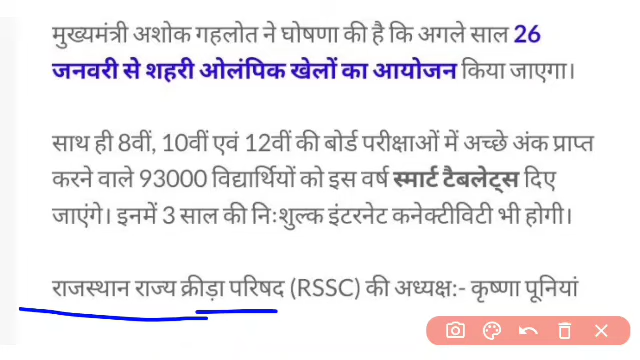 मुख्यमंत्री अशोक गहलोत ने घोषणा की है कि अगले साल 26
जनवरी से शहरी ओलंपिक खेलों का आयोजन किया जाएगा।
साथ ही 8वीं, 10वीं एवं 12वीं की बोर्ड परीक्षाओं में अच्छे अंक प्राप्त
करने वाले 93000 विद्यार्थियों को इस वर्ष स्मार्ट टैबलेट्स दिए
जाएंगे। इनमें 3 साल की निःशुल्क इंटरनेट कनेक्टीविटी भी होगी।
राजस्थान राज्य क्रीड़ा परिषद (RSSC) की अध्यक्ष:- कृष्णा पूनियां